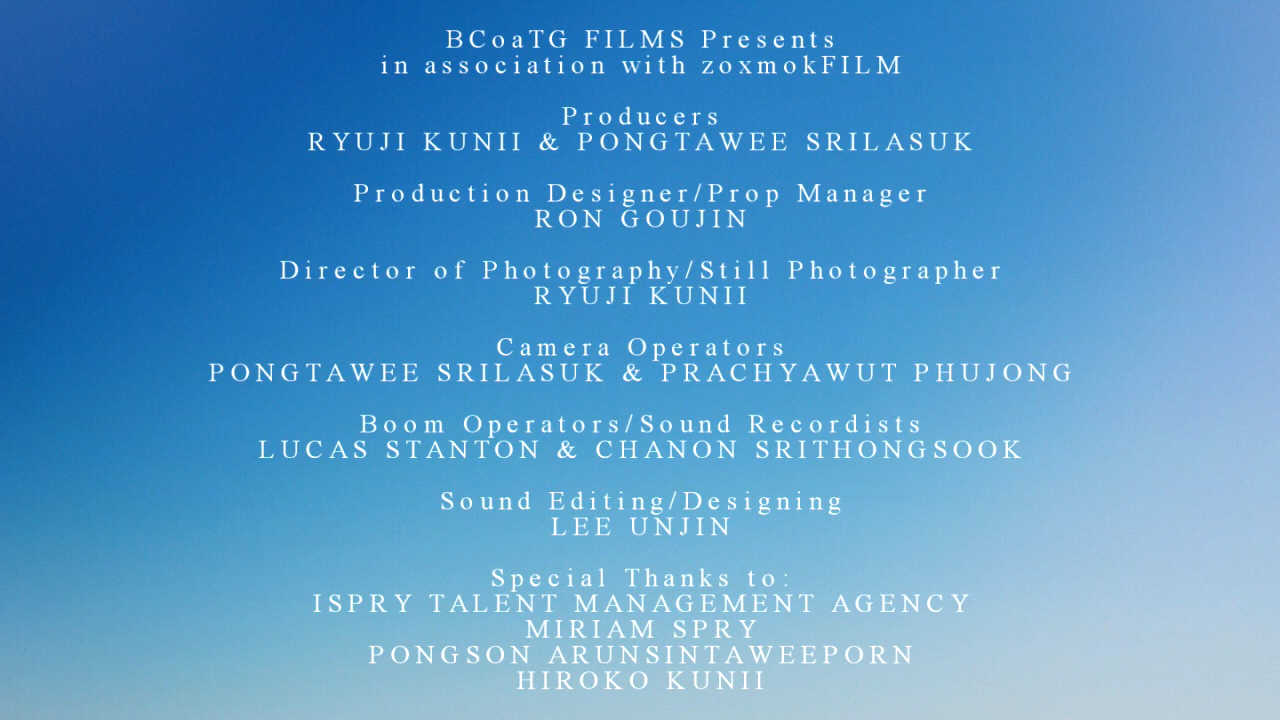 BCoaTG FILMS Presents
in association with zoxmokFILM
Producers
RYUJI KUNII & PONGTAWEE SRILASUK
Production Designer/Prop Manager
RON GOUJIN
Director of Photography/Still Photographer
RYUJI KUNII
Camera Operators
PONGTAWEE SRILASUK & PRACHYAWUT PHUJONG
Boom Operators/Sound Recordists
LUCAS STANTON & CHANON SRITHONGSOOK
Sound Editing/Designing
LEE UNJIN
Special Thanks to:
ISPRY TALENT MANAGEMENT AGENCY
MIRIAM SPRY
PONGSON ARUNSINTAWEEPORN
HIROKO KUNII